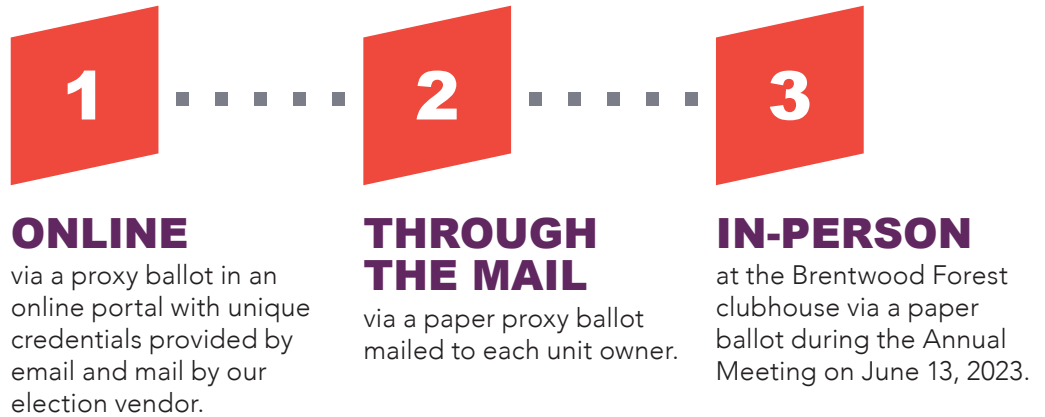 1
ONLINE
via a proxy ballot in an
online portal with unique
credentials provided by
email and mail by our
election vendor.
2
THROUGH
THE MAIL
via a paper proxy ballot
mailed to each unit owner.
3
IN-PERSON
at the Brentwood Forest
clubhouse via a paper
ballot during the Annual
Meeting on June 13, 2023.